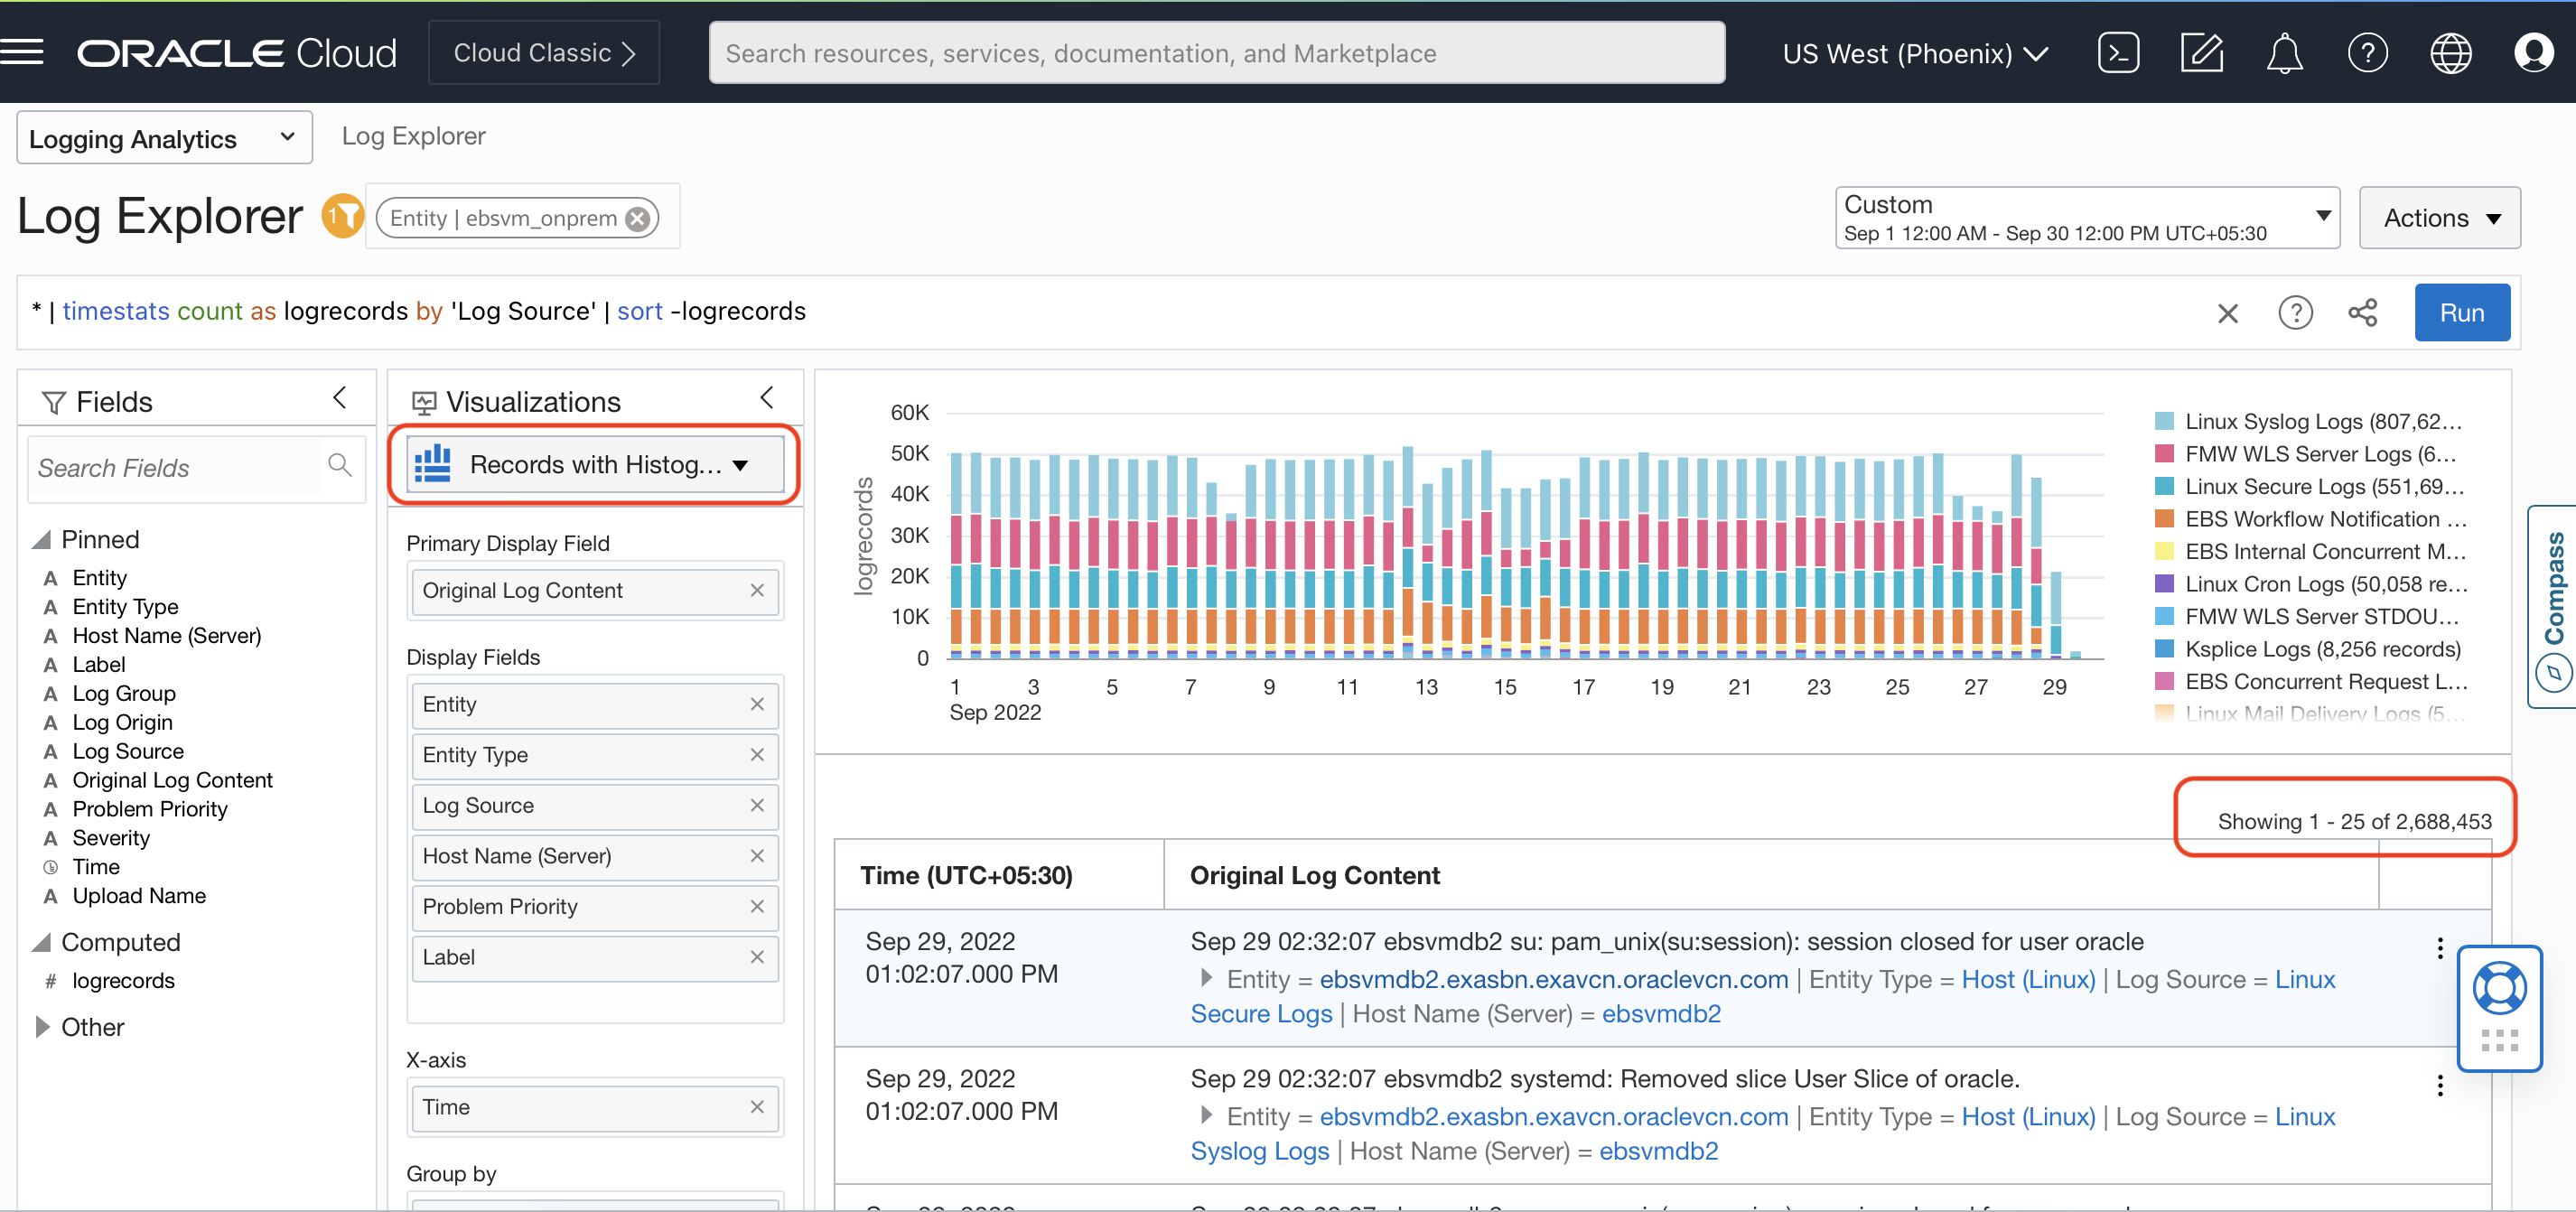 ORACLE Cloud
Cloud Classic
Search resources, services, documentation, and Marketplace
US West (Phoenix)
Logging Analytics
Log Explorer
Log Explorer
1
Entity | ebsvm_onprem
Custom
Sep 1 12:00 AM - Sep 30 12:00 PM UTC+05:30
Actions
* | timestats count as logrecords by 'Log Source' | sort -logrecords
Run
Fields
Search Fields
Pinned
A Entity
A Entity Type
A Host Name (Server)
A Label
A Log Group
A Log Origin
A Log Source
A Original Log Content
A Problem Priority
A Severity
Time
A Upload Name
Computed
# logrecords
Other
Visualizations
Records with Histog...
Primary Display Field
Original Log Content
Display Fields
Entity
Entity Type
Log Source
Host Name (Server)
Problem Priority
Label
X-axis
Time
Group by
logrecords
60K
50K
40K
30K
20K
10K
0
1 3 5 7 9 11 13 15 17 19 21 23 25 27 29
Sep 2022
Linux Syslog Logs (807,62...
FMW WLS Server Logs (6...
Linux Secure Logs (551,69...
EBS Workflow Notification ...
EBS Internal Concurrent M...
Linux Cron Logs (50,058 re...
FMW WLS Server STDOU...
Ksplice Logs (8,256 records)
EBS Concurrent Request L...
Linux Mail Delivery Logs (5...
Compass
Showing 1 - 25 of 2,688,453
Time (UTC+05:30) Original Log Content
Sep 29, 2022
01:02:07.000 PM
Sep 29 02:32:07 ebsvmdb2 su: pam_unix(su:session): session closed for user oracle
Entity = ebsvmdb2.exasbn.exavcn.oraclevcn.com | Entity Type = Host (Linux) | Log Source = Linux
Secure Logs | Host Name (Server) = ebsvmdb2
Sep 29, 2022
01:02:07.000 PM
Sep 29 02:32:07 ebsvmdb2 systemd: Removed slice User Slice of oracle.
Entity = ebsvmdb2.exasbn.exavcn.oraclevcn.com | Entity Type = Host (Linux) | Log Source = Linux
Syslog Logs | Host Name (Server) = ebsvmdb2